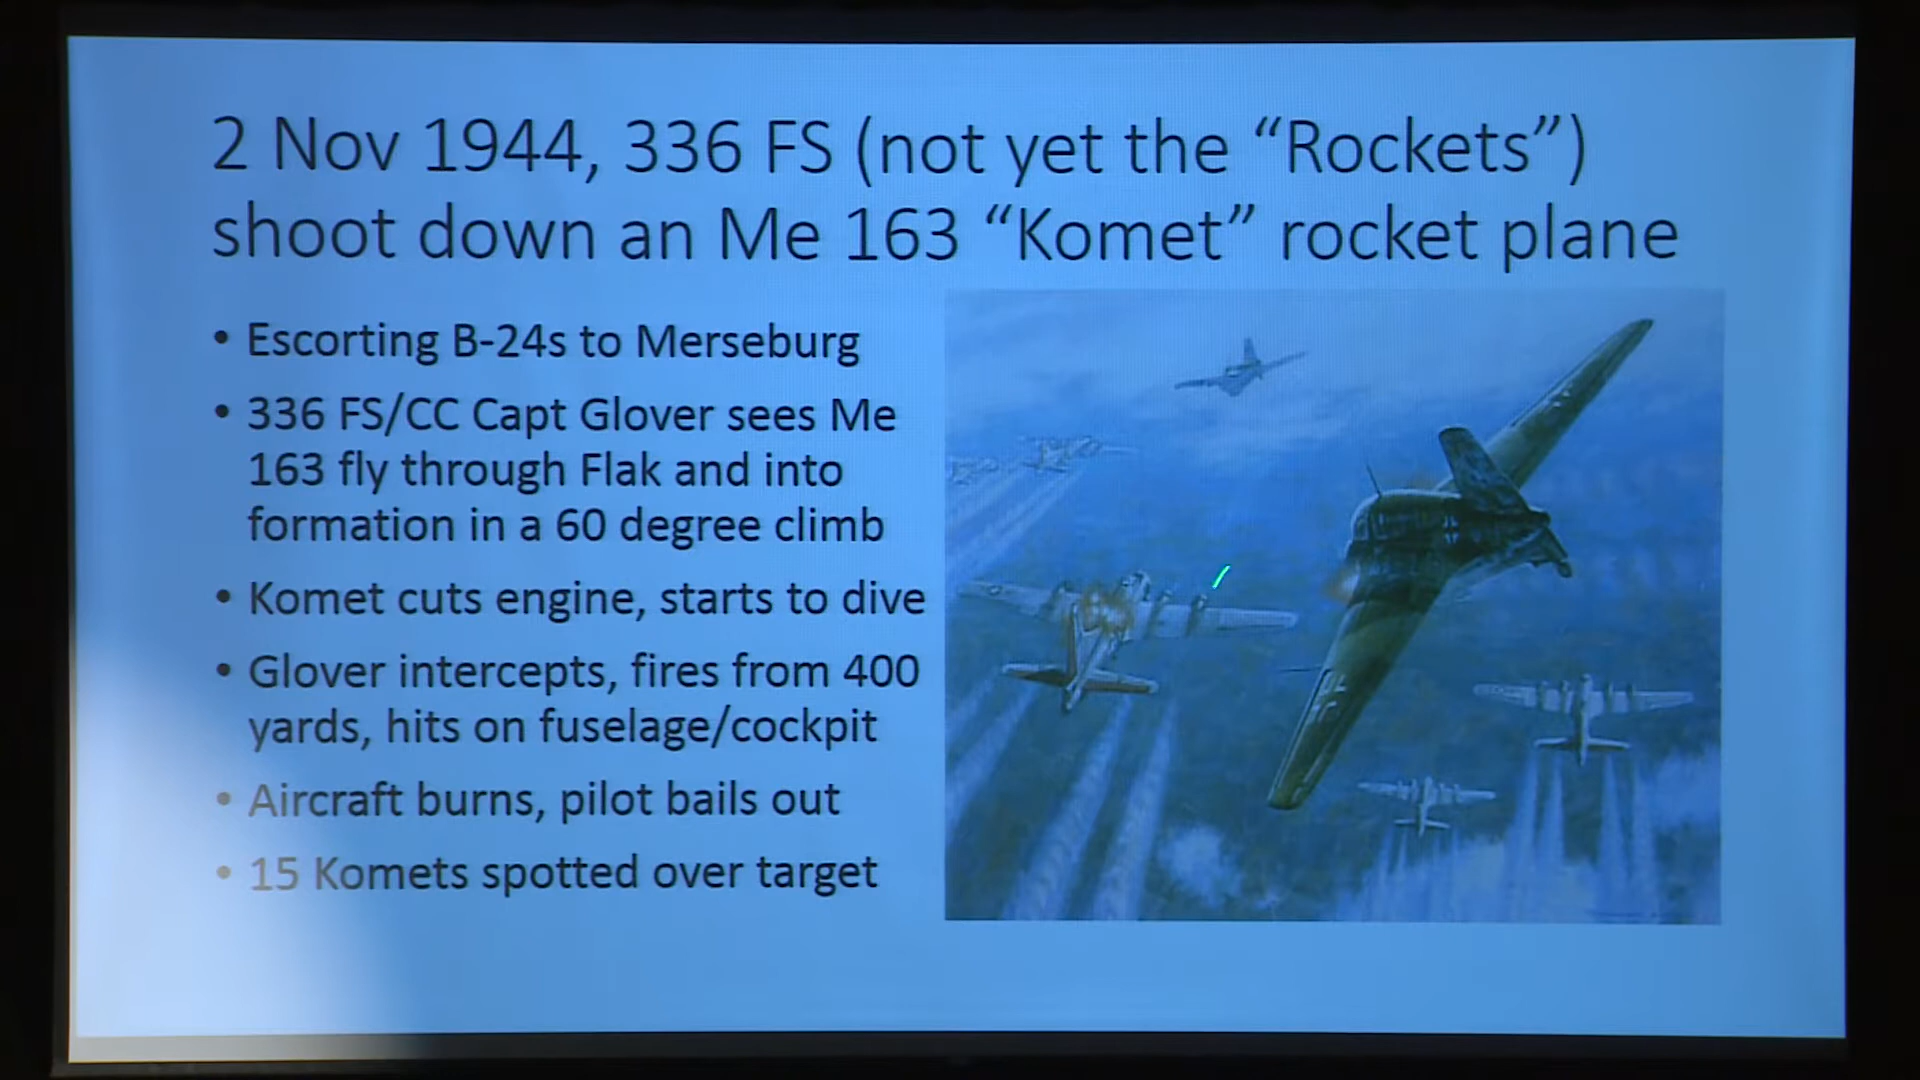 2 Nov 1944, 336 FS (not yet the “Rockets”)
shoot down an Me 163 “Komet” rocket plane
• Escorting B-24s to Merseburg
• 336 FS/CC Capt Glover sees Me
163 fly through Flak and into
formation in a 60 degree climb
• Komet cuts engine, starts to dive
• Glover intercepts, fires from 400
yards, hits on fuselage/cockpit
• Aircraft burns, pilot bails out
• 15 Komets spotted over target